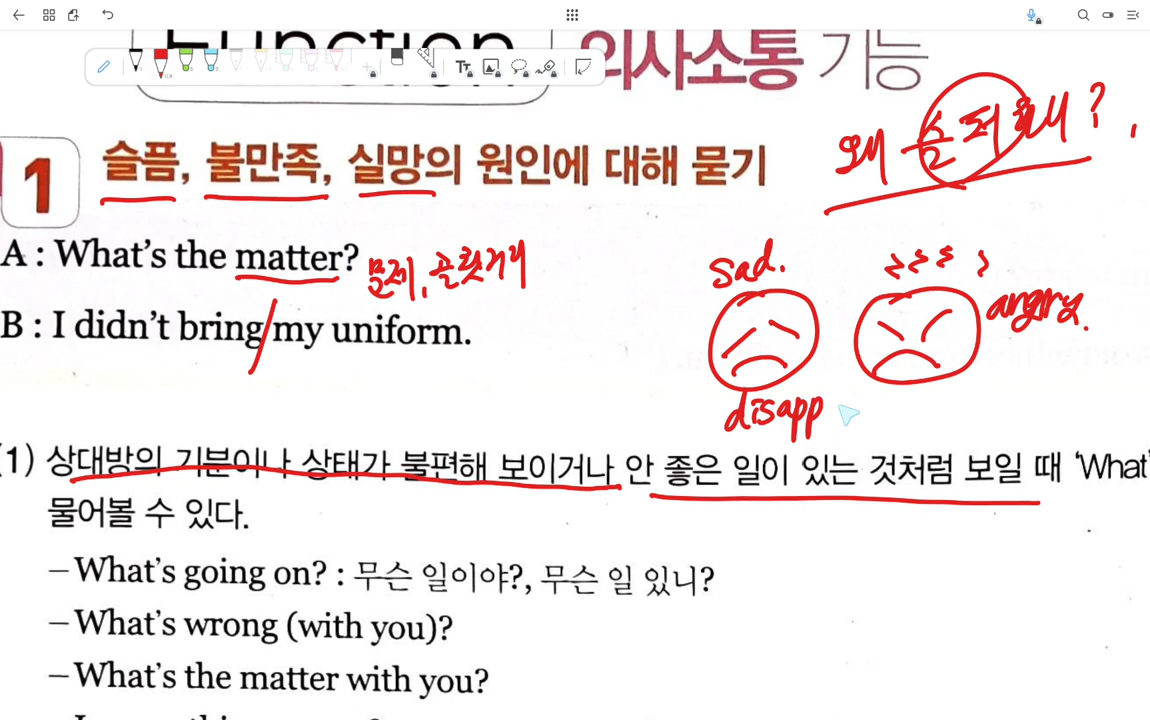 Function 의사소통 기능
왜 슬퍼하니?
1 슬픔, 불만족, 실망의 원인에 대해 묻기
A : What's the matter? 문제, 골칫거리
B : I didn't bring/my uniform.
sad.
angry.
disapp
(1) 상대방의 기분이나 상태가 불편해 보이거나 안 좋은 일이 있는 것처럼 보일 때 'What'
물어볼 수 있다.
– What's going on? : 무슨 일이야?, 무슨 일 있니?
– What's wrong (with you)?
– What's the matter with you?